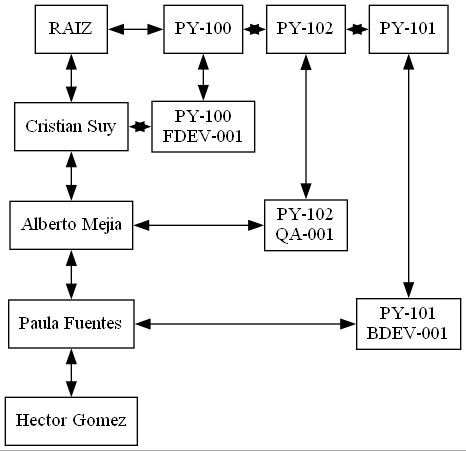 RAIZ
PY-100
PY-102
PY-101
Cristian Suy
PY-100
FDEV-001
Alberto Mejia
PY-102
QA-001
Paula Fuentes
PY-101
BDEV-001
Hector Gomez